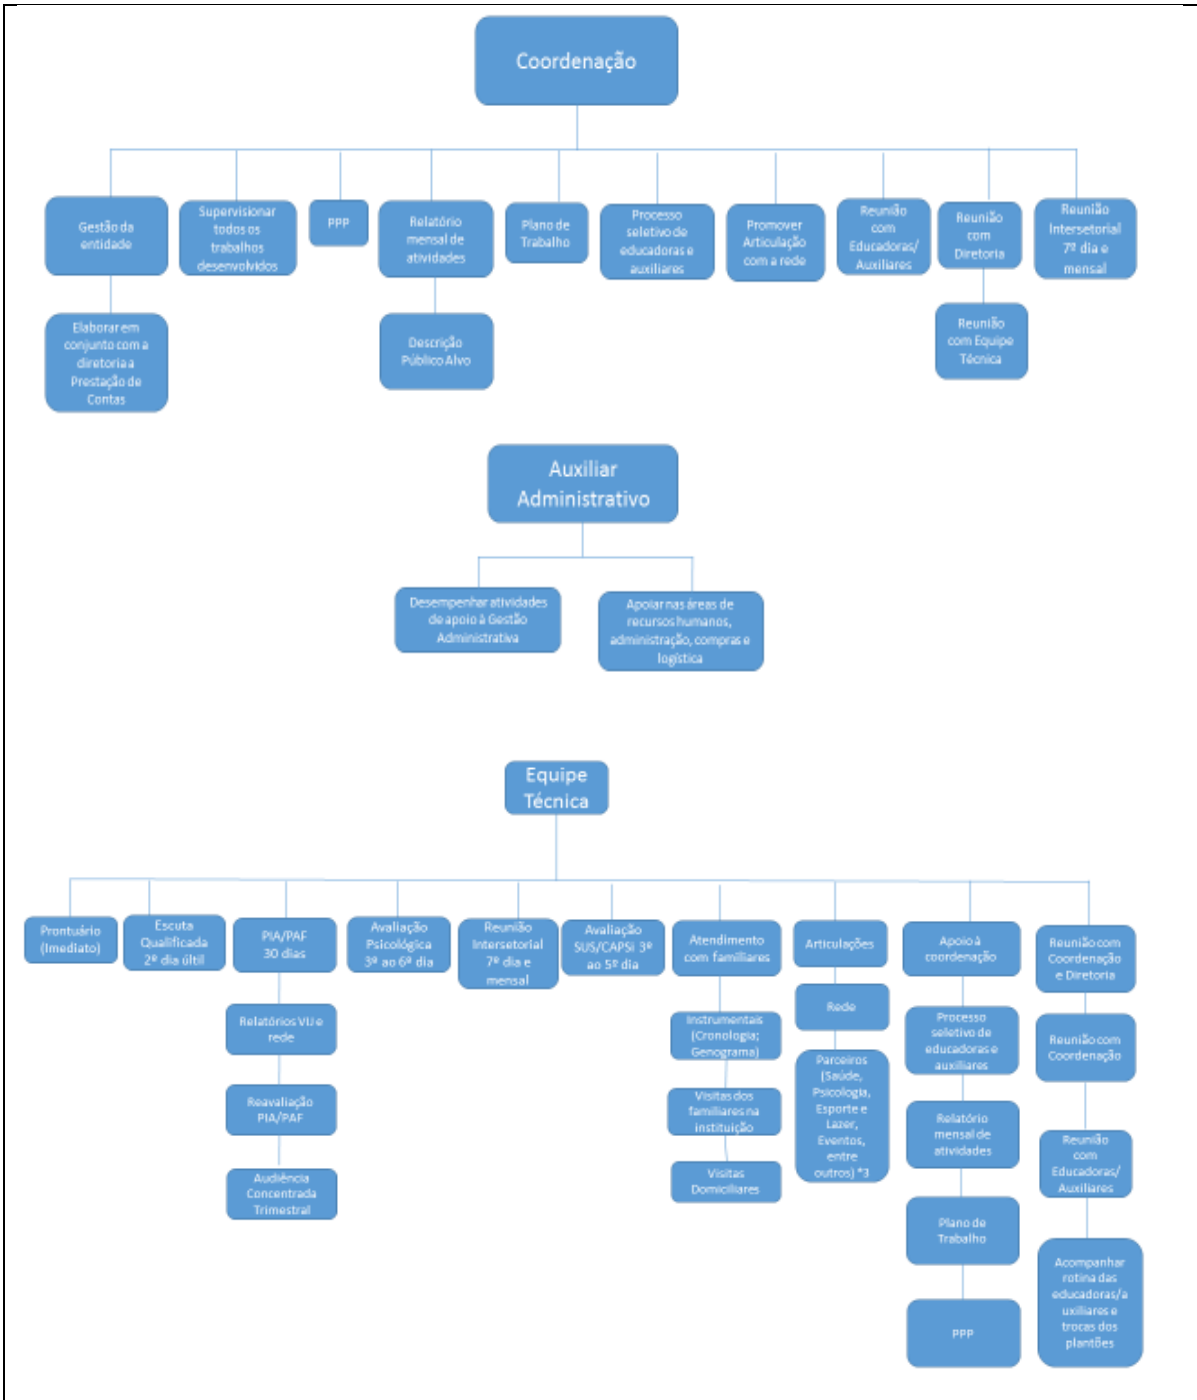 Coordenação
Gestão da
entidade
Supervisionar
todos os
trabalhos
desenvolvidos
PPP
Relatório
mensal de
atividades
Plano de
Trabalho
Processo
seletivo de
educadoras e
auxiliares
Promover
Articulação
com a rede
Reunião
com
Educadoras/
Auxiliares
Reunião
com
Diretoria
Reunião
Intersetorial
7º dia e
mensal
Elaborar em
conjunto com a
diretoria a
Prestação de
Contas
Descrição
Público Alvo
Reunião
com Equipe
Técnica
Auxiliar
Administrativo
Desempenhar atividades
de apoio à Gestão
Administrativa
Apoiar nas áreas de
recursos humanos,
administração, compras e
logística
Equipe
Técnica
Prontuário
(Imediato)
Escuta
Qualificada
2º dia últil
PIA/PAF
30 dias
Avaliação
Psicológica
3º ao 6º dia
Reunião
Intersetorial
7º dia e
mensal
Avaliação
SUS/CAPSi 3º
ao 5º dia
Atendimento
com familiares
Articulações
Apoio à
coordenação
Reunião com
Coordenação
e Diretoria
Relatórios VIJ e
rede
Reavaliação
PIA/PAF
Audiência
Concentrada
Trimestral
Instrumentais
(Cronologia;
Genograma)
Visitas dos
familiares na
instituição
Visitas
Domiciliares
Rede
Parceiros
(Saúde,
Psicologia,
Esporte e
Lazer,
Eventos,
entre
outros) *3
Processo
seletivo de
educadoras e
auxiliares
Relatório
mensal de
atividades
Plano de
Trabalho
PPP
Reunião com
Coordenação
Reunião
com
Educadoras/
Auxiliares
Acompanhar
rotina das
educadoras/a
uxiliares e
trocas dos
plantões